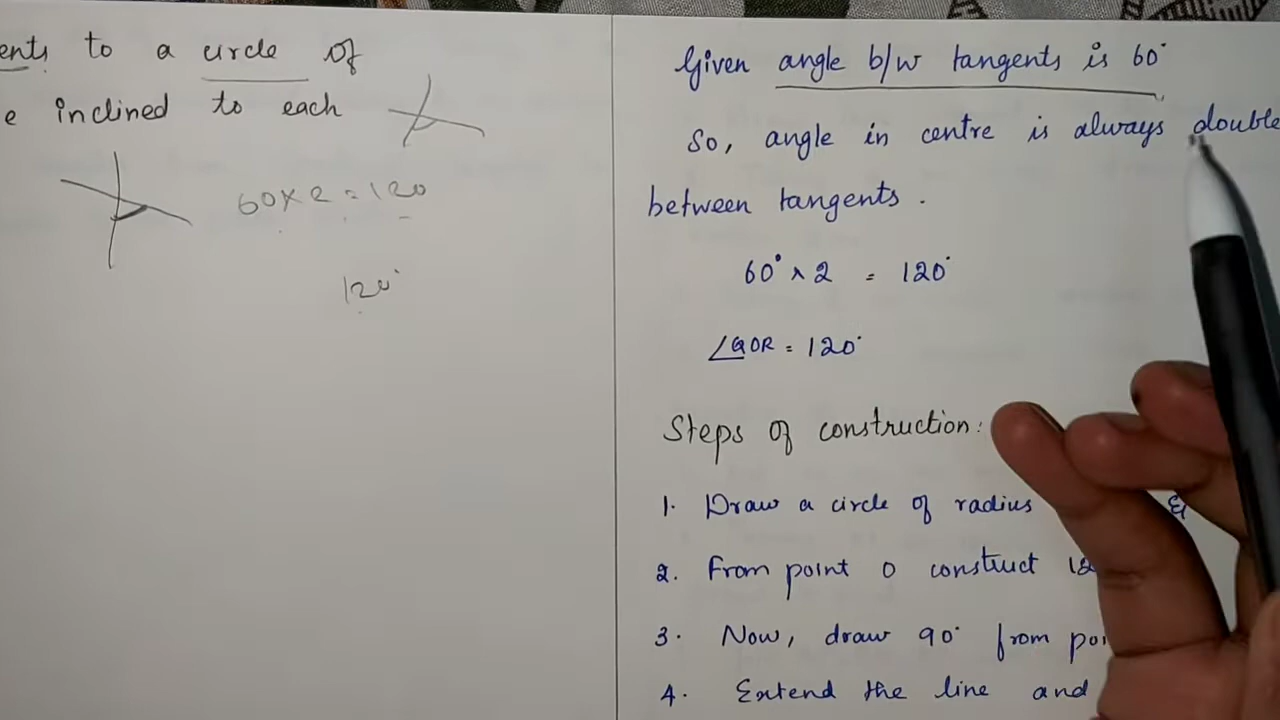 ents to a circle of
e inclined to each
60 × 2 = 120
120°
Given angle b/w tangents is 60°
So, angle in centre is always double
between tangents.
60° × 2 = 120°
∠QOR = 120°
Steps of construction:
1. Draw a circle of radius &
2. From point O construct
3. Now, draw 90° from
4. Extend the line and